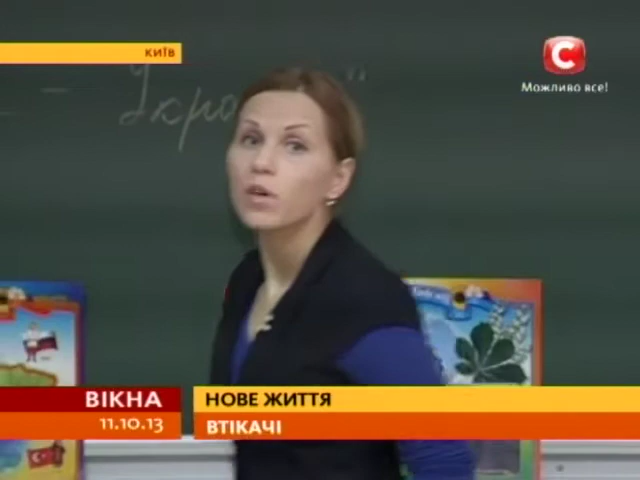 КИЇВ
С
Можливо все!
ВІКНА
11.10.13
НОВЕ ЖИТТЯ
ВТІКАЧІ